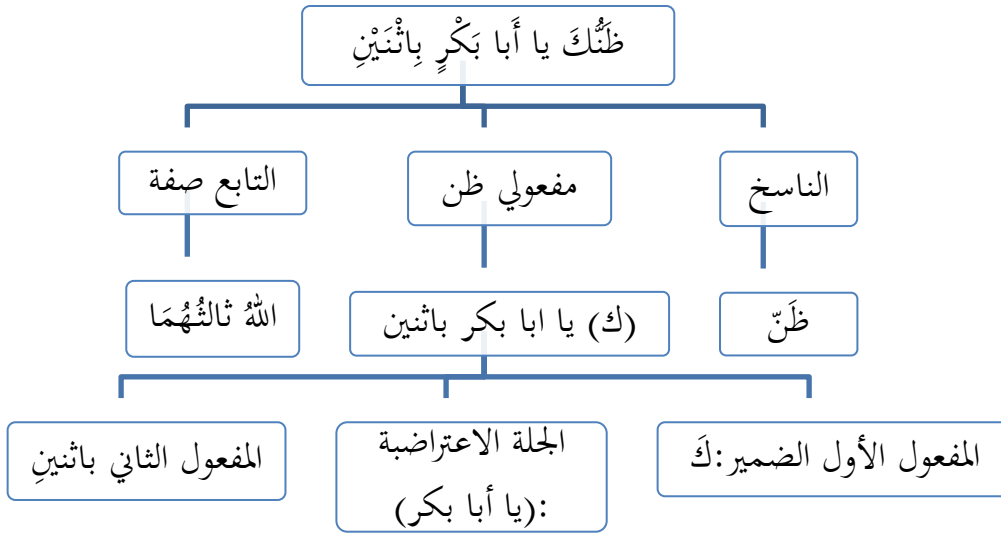 ظَنُّكَ يا أَبا بَكْرٍ بِاثْنَيْنِ
الناسخ
مفعولي ظن
التابع صفة
ظَنّ
(ك) يا ابا بكر باثنين
اللهُ ثالثُهُمَا
المفعول الأول الضمير:كَ
الجلة الاعتراضبة
:(يا أبا بكر)
المفعول الثاني باثنينِ